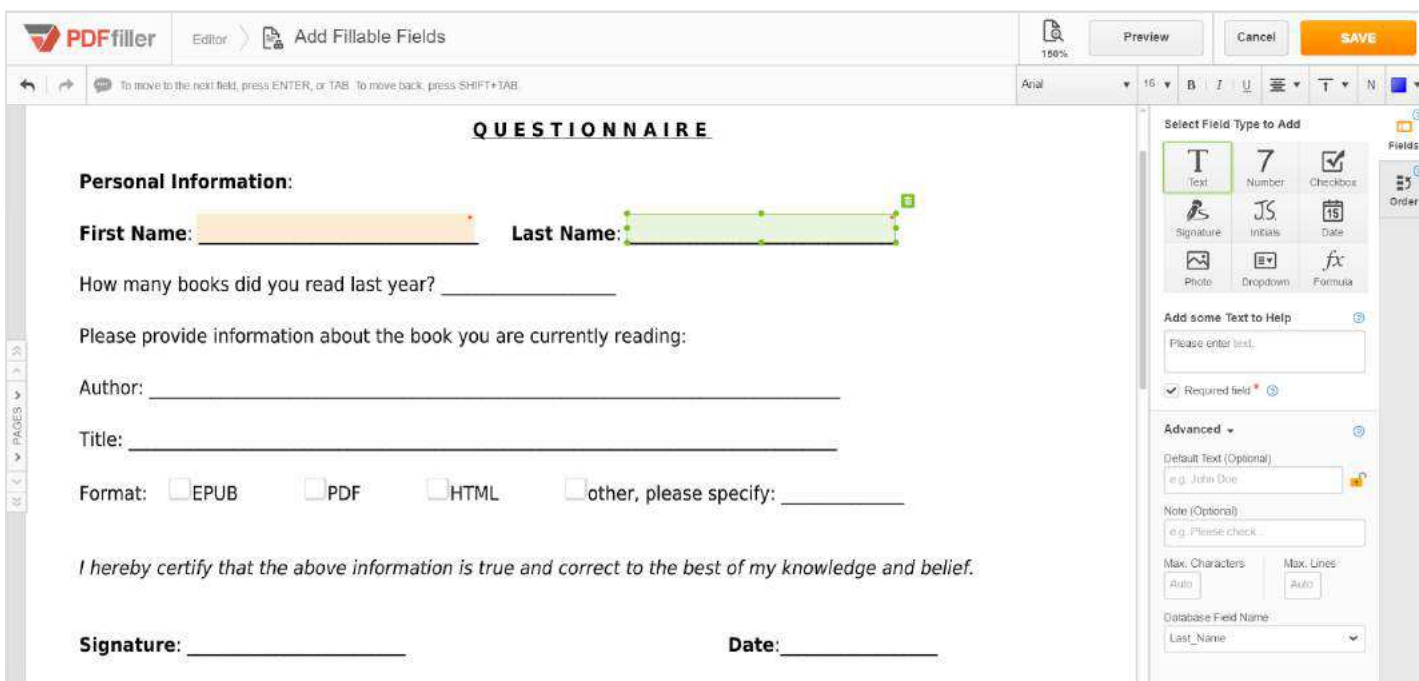 PDFfiller Editor Add Fillable Fields 150% Preview Cancel SAVE
To move to the next field, press ENTER, or TAB. To move back, press SHIFT+TAB. Arial 16 B I U T N
QUESTIONNAIRE
Personal Information:
First Name: * Last Name: *
How many books did you read last year?
Please provide information about the book you are currently reading:
Author:
Title:
Format: EPUB PDF HTML other, please specify:
I hereby certify that the above information is true and correct to the best of my knowledge and belief.
Signature: Date:
PAGES
Select Field Type to Add
T 7
Text Number Checkbox
JS 15
Signature Initials Date
fx
Photo Dropdown Formula
Add some Text to Help ?
Please enter text.
Required field * ?
Advanced ?
Default Text (Optional)
e.g. John Doe
Note (Optional)
e.g. Please check...
Max. Characters Max. Lines
Auto Auto
Database Field Name
Last_Name
Fields
Order